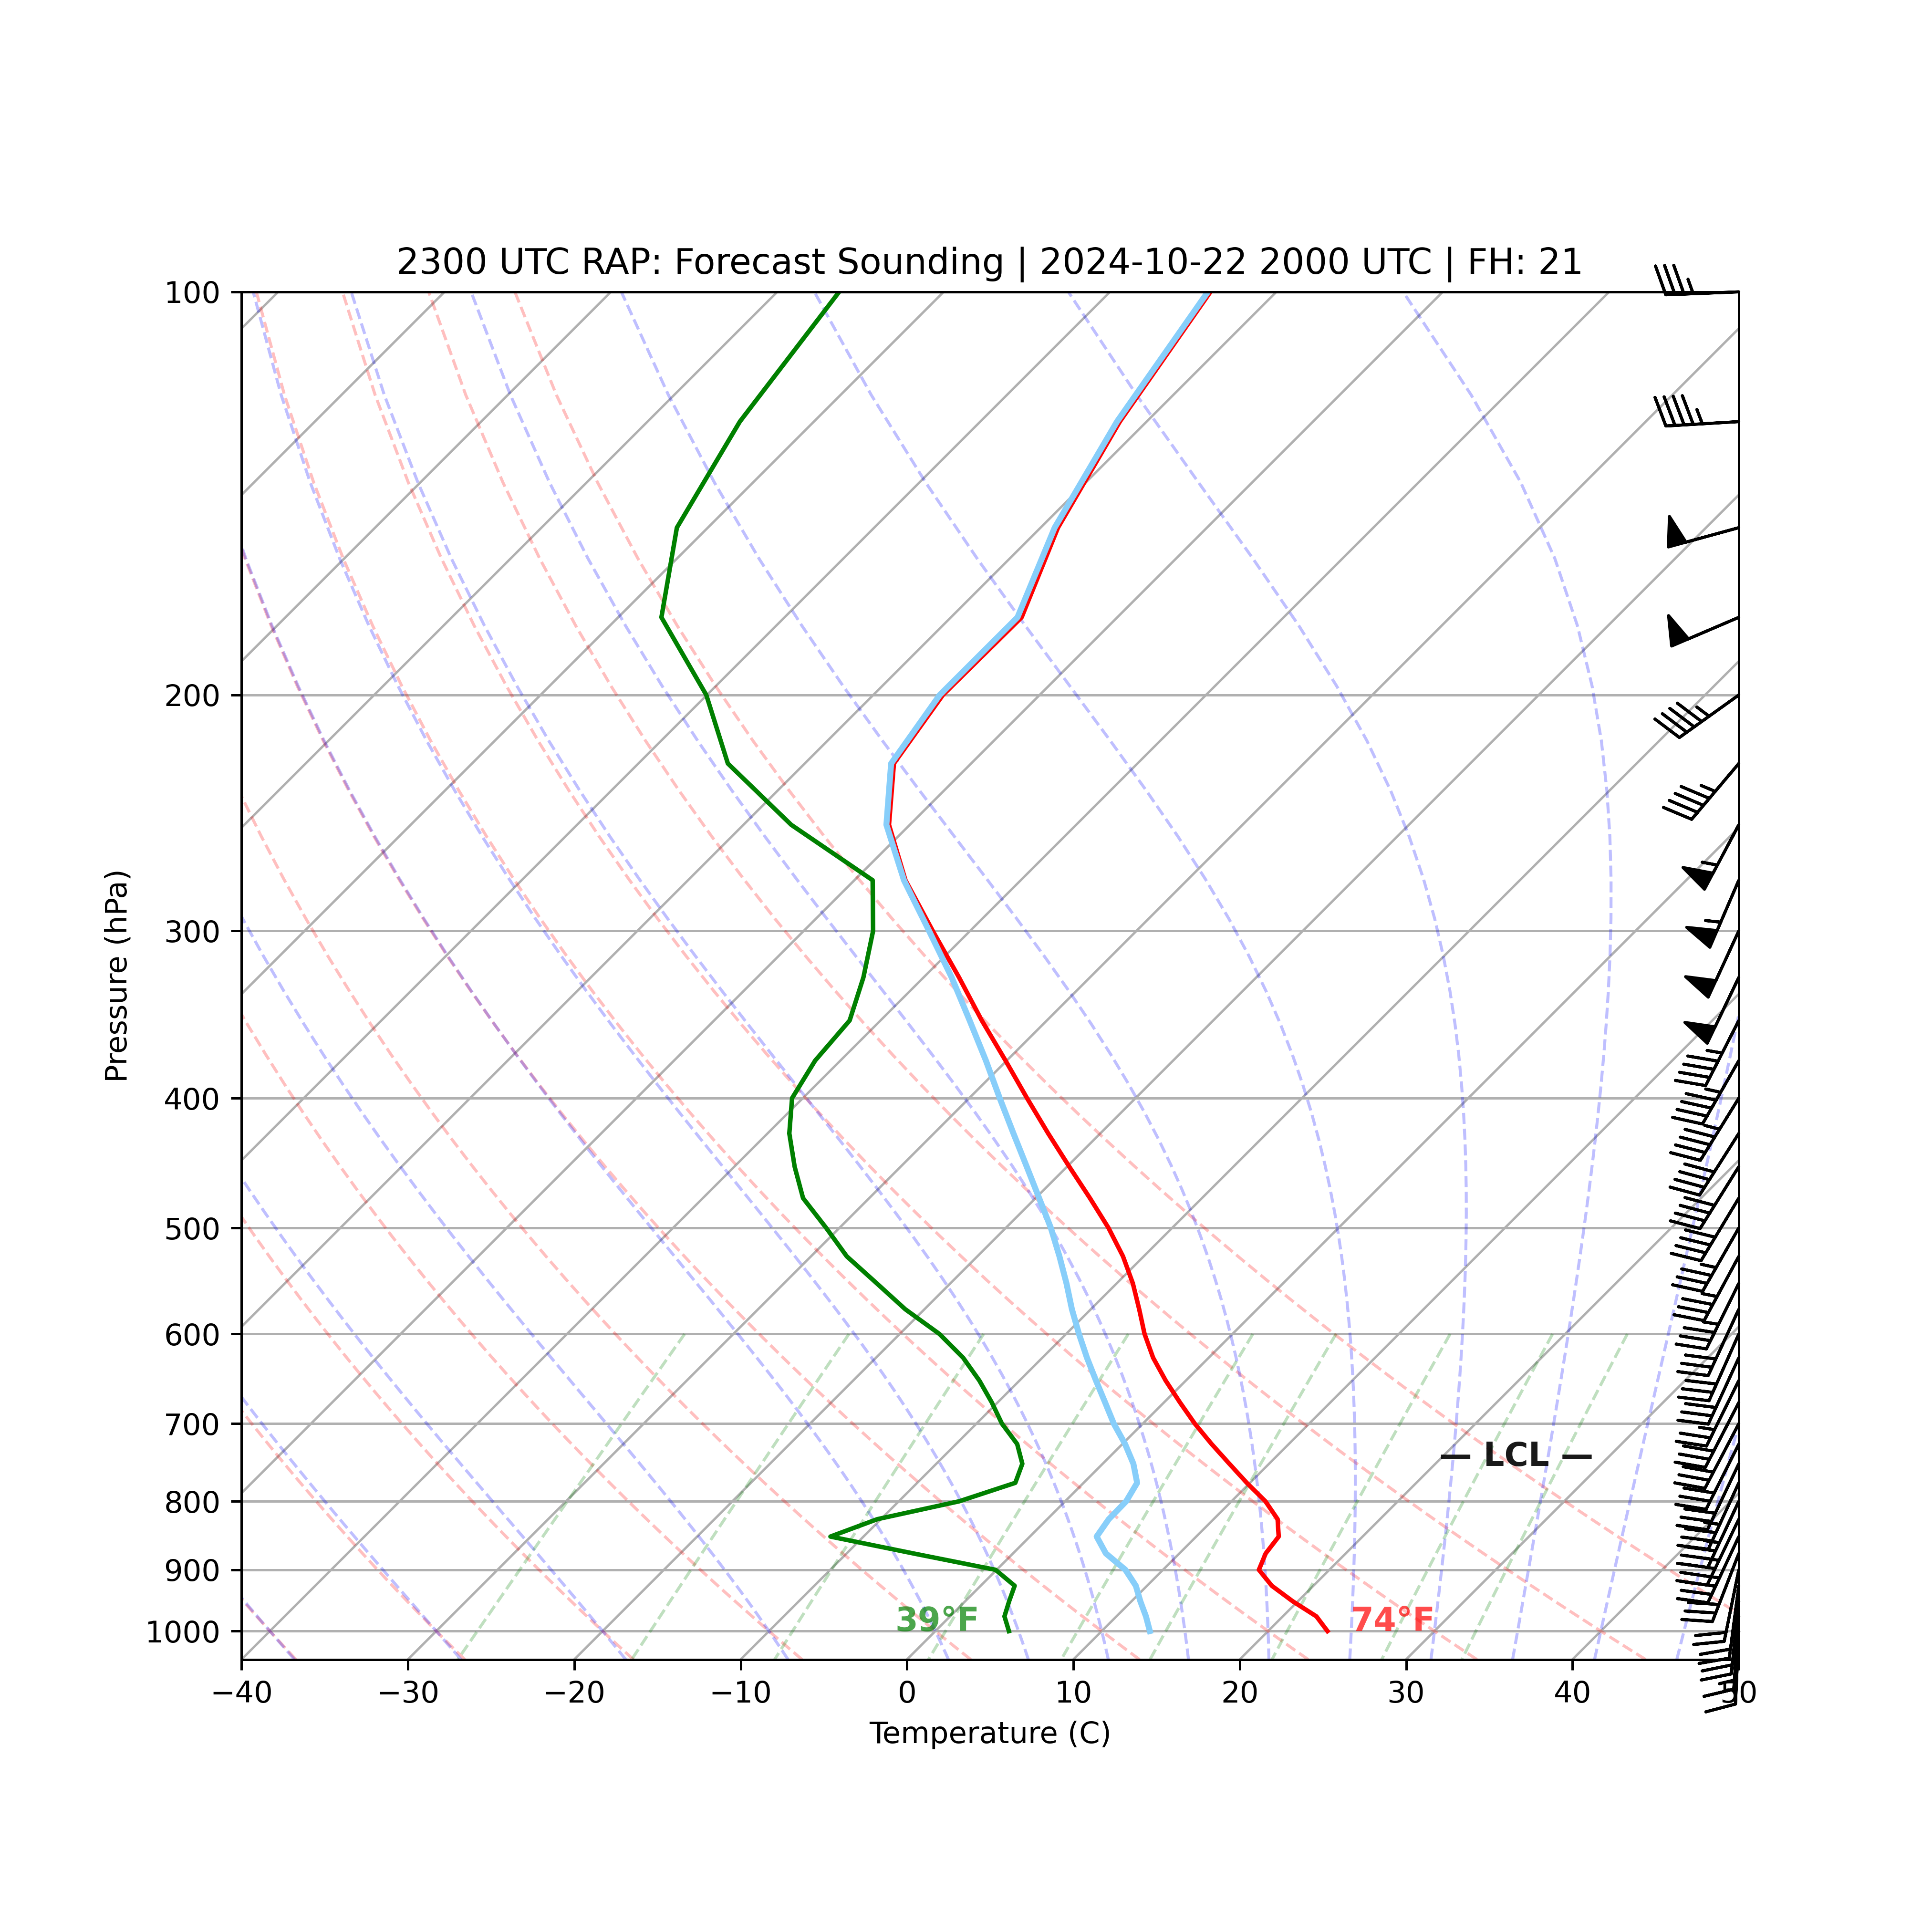 2300 UTC RAP: Forecast Sounding | 2024-10-22 2000 UTC | FH: 21
100
200
300
400
500
600
700
800
900
1000
Pressure (hPa)
— LCL —
39°F
74°F
−40 −30 −20 −10 0 10 20 30 40 50
Temperature (C)